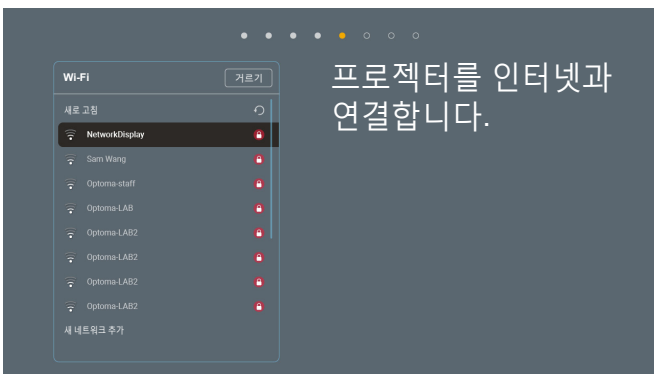 Wi-Fi
거르기
새로 고침
NetworkDisplay
Sam Wang
Optoma-staff
Optoma-LAB
Optoma-LAB2
Optoma-LAB2
Optoma-LAB2
Optoma-LAB2
새 네트워크 추가
프로젝터를 인터넷과
연결합니다.